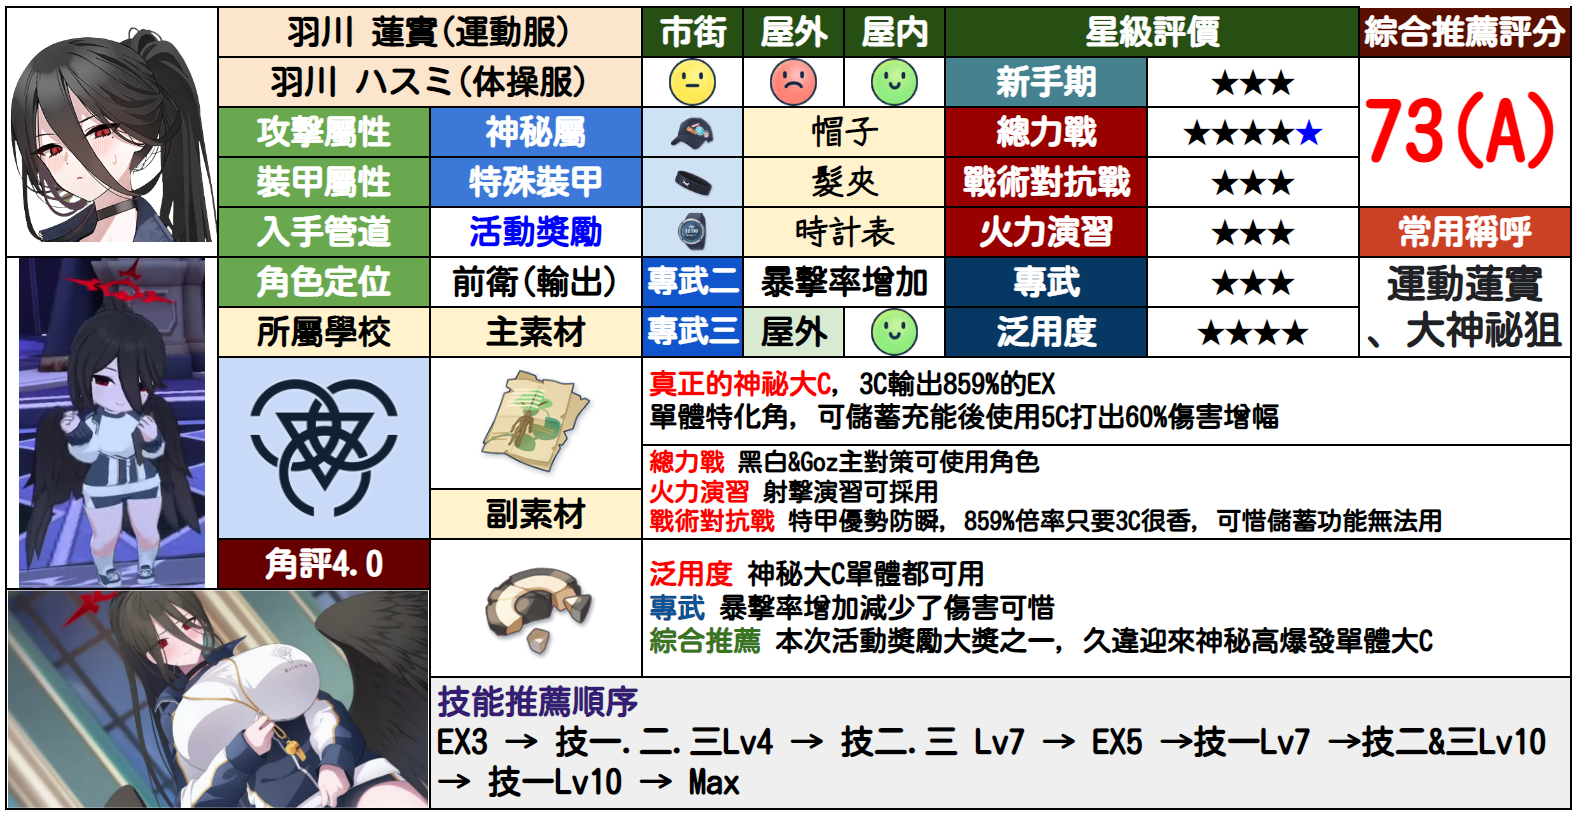 羽川 蓮實(運動服)
市街
屋外
屋內
星級評價
綜合推薦評分
羽川 ハスミ(体操服)
新手期
★★★
73(A)
攻擊屬性
神秘屬
帽子
總力戰
★★★★★
裝甲屬性
特殊裝甲
髮夾
戰術對抗戰
★★★
入手管道
活動獎勵
時計表
火力演習
★★★
常用稱呼
角色定位
前衛(輸出)
專武二
暴擊率增加
專武
★★★
運動蓮實
、大神祕狙
所屬學校
主素材
專武三
屋外
泛用度
★★★★
真正的神祕大C, 3C輸出859%的EX
單體特化角, 可儲蓄充能後使用5C打出60%傷害增幅
總力戰 黑白&Goz主對策可使用角色
火力演習 射擊演習可採用
戰術對抗戰 特甲優勢防瞬, 859%倍率只要3C很香, 可惜儲蓄功能無法用
副素材
角評4.0
泛用度 神秘大C單體都可用
專武 暴擊率增加減少了傷害可惜
綜合推薦 本次活動獎勵大獎之一, 久違迎來神秘高爆發單體大C
技能推薦順序
EX3 → 技一.二.三Lv4 → 技二.三 Lv7 → EX5 →技一Lv7 →技二&三Lv10
→ 技一Lv10 → Max